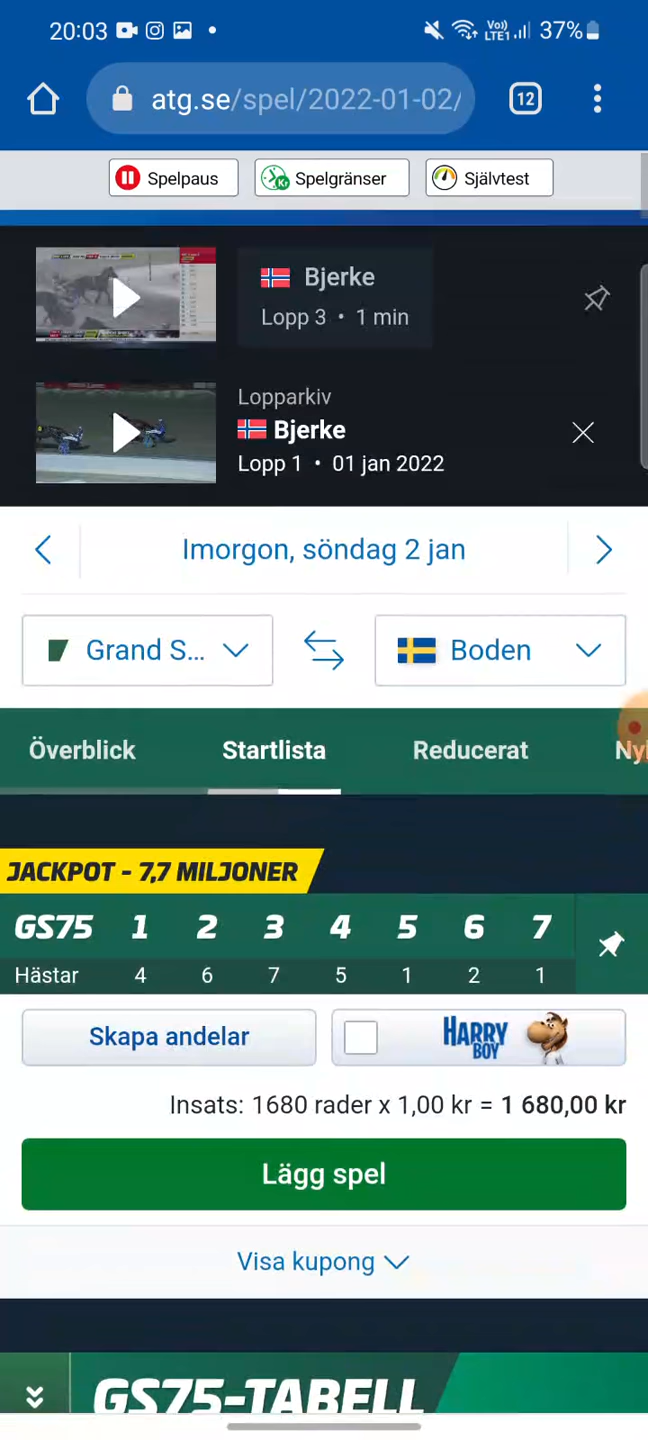 20:03
Vo))
LTE1
37%
atg.se/spel/2022-01-02/
12
Spelpaus
Spelgränser
Självtest
Bjerke
Lopp 3 • 1 min
Lopparkiv
Bjerke
Lopp 1 • 01 jan 2022
Imorgon, söndag 2 jan
Grand S...
Boden
Överblick Startlista Reducerat
JACKPOT - 7,7 MILJONER
GS75 1 2 3 4 5 6 7
Hästar 4 6 7 5 1 2 1
Skapa andelar
HARRY
BOY
Insats: 1680 rader x 1,00 kr = 1 680,00 kr
Lägg spel
Visa kupong
GS75-TABELL